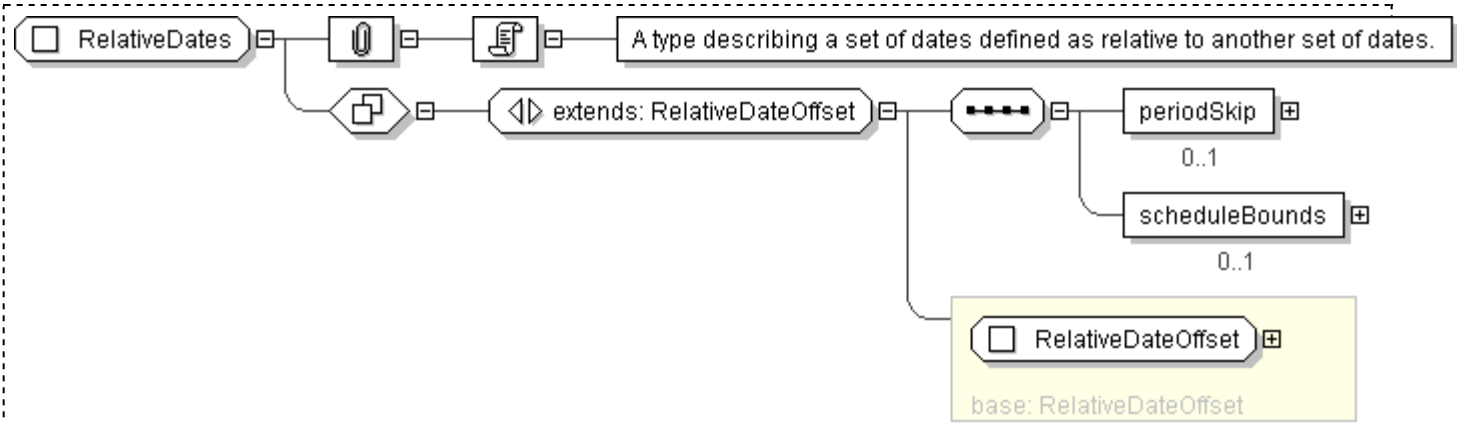 RelativeDates
A type describing a set of dates defined as relative to another set of dates.
extends: RelativeDateOffset
periodSkip
0..1
scheduleBounds
0..1
RelativeDateOffset
base: RelativeDateOffset